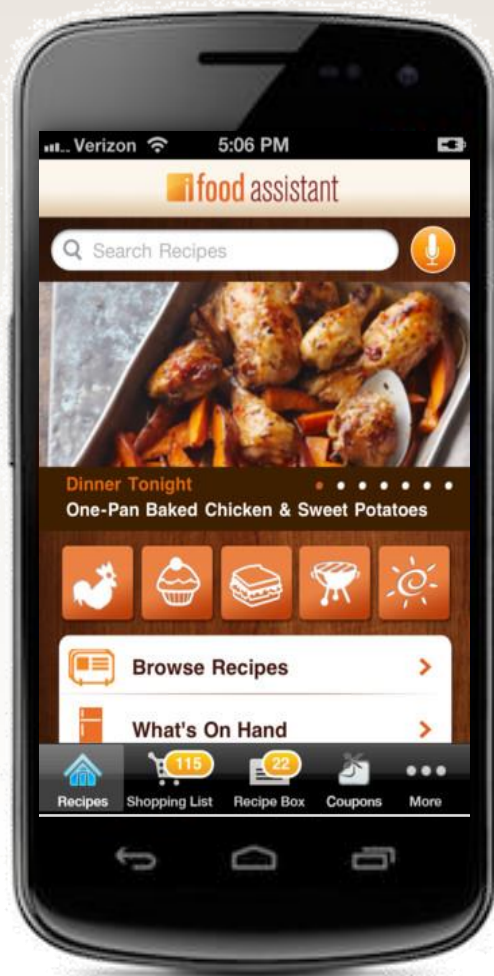 Verizon 5:06 PM
ifood assistant
Search Recipes
Dinner Tonight
One-Pan Baked Chicken & Sweet Potatoes
Browse Recipes
What's On Hand
115 22
Recipes Shopping List Recipe Box Coupons More